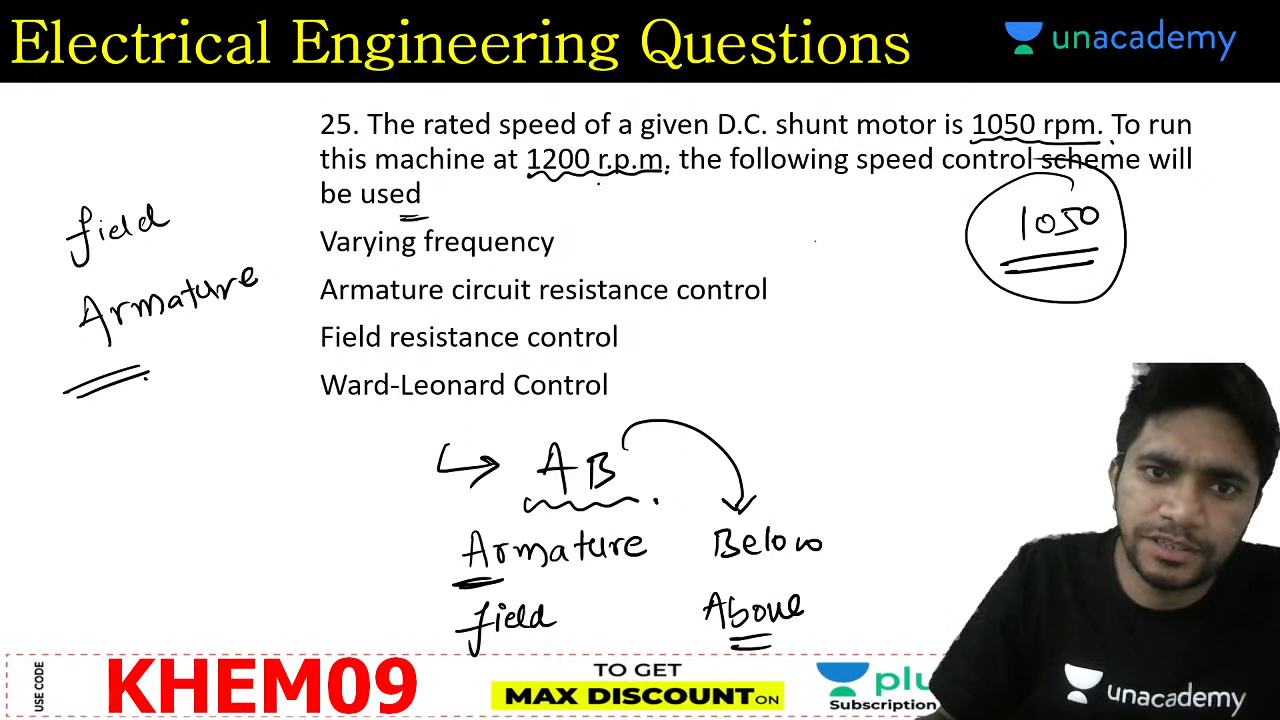 Electrical Engineering Questions
unacademy
25. The rated speed of a given D.C. shunt motor is 1050 rpm. To run
this machine at 1200 r.p.m. the following speed control scheme will
be used
1050
field
Varying frequency
Armature
Armature circuit resistance control
Field resistance control
Ward-Leonard Control
AB
Armature Below
field Above
USE CODE
KHEM09
TO GET
MAX DISCOUNT ON
plu
Subscription
unacademy